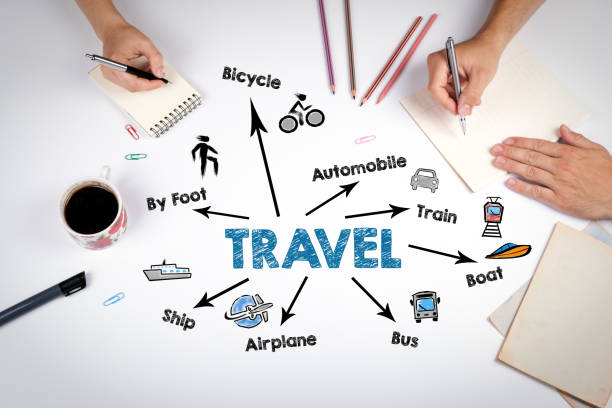 Bicycle
Automobile
By Foot
Train
TRAVEL
Boat
Ship
Airplane
Bus